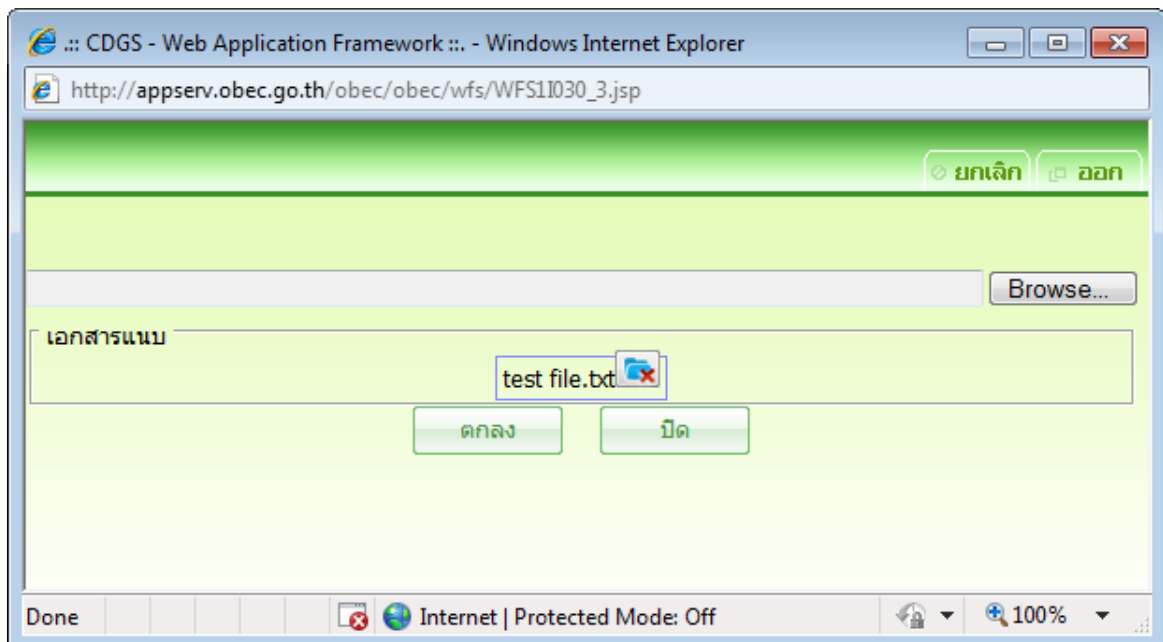 .:: CDGS - Web Application Framework ::. - Windows Internet Explorer
http://appserv.obec.go.th/obec/obec/wfs/WFS1I030_3.jsp
ยกเลิก ออก
Browse...
เอกสารแนบ
test file.txt
ตกลง ปิด
Done Internet | Protected Mode: Off 100%